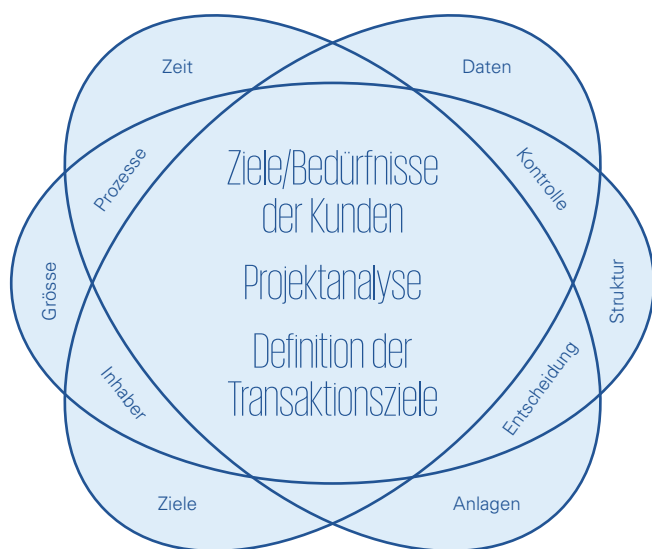 Zeit
Daten
Prozesse
Kontrolle
Ziele/Bedürfnisse
der Kunden
Projektanalyse
Definition der
Transaktionsziele
Grösse
Struktur
Inhaber
Entscheidung
Ziele
Anlagen